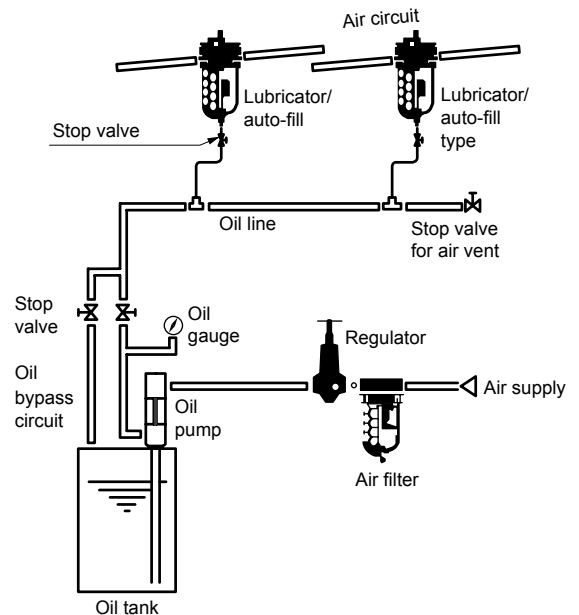 Air circuit
Lubricator/
auto-fill
Lubricator/
auto-fill
type
Stop valve
Oil line
Stop valve
for air vent
Stop
valve
Oil
gauge
Regulator
Oil
bypass
circuit
Oil
pump
Air supply
Air filter
Oil tank